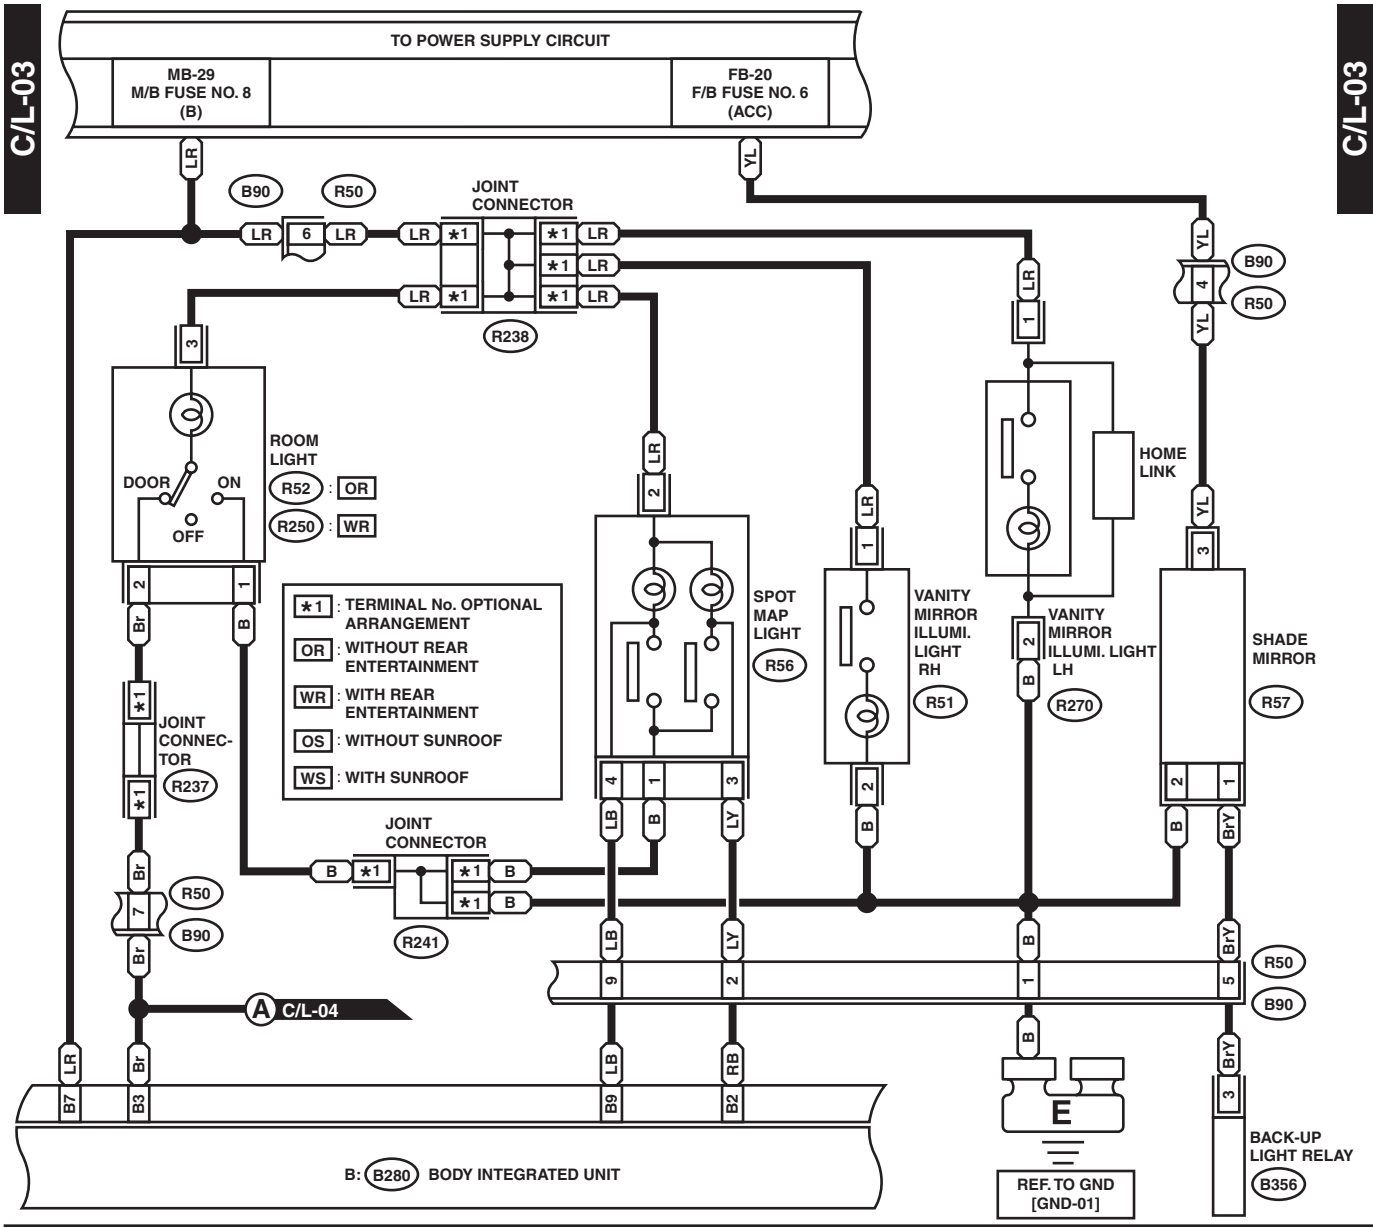 C/L-03
C/L-03
TO POWER SUPPLY CIRCUIT
MB-29
M/B FUSE NO. 8
(B)
FB-20
F/B FUSE NO. 6
(ACC)
LR
YL
B90
R50
JOINT
CONNECTOR
LR
6
LR
LR
*1
*1
LR
*1
LR
LR
*1
*1
LR
R238
YL
4
YL
B90
R50
LR
1
3
ROOM
LIGHT
DOOR
ON
OFF
R52 : OR
R250 : WR
2
1
Br
B
LR
2
LR
1
HOME
LINK
YL
3
*1 : TERMINAL No. OPTIONAL
ARRANGEMENT
OR : WITHOUT REAR
ENTERTAINMENT
WR : WITH REAR
ENTERTAINMENT
OS : WITHOUT SUNROOF
WS : WITH SUNROOF
SPOT
MAP
LIGHT
R56
VANITY
MIRROR
ILLUMI.
LIGHT
RH
R51
2
B
VANITY
MIRROR
ILLUMI. LIGHT
LH
R270
SHADE
MIRROR
R57
*1
JOINT
CONNEC-
TOR
R237
*1
4
1
3
LB
B
LY
2
B
2
1
B
BrY
JOINT
CONNECTOR
B
*1
*1
B
*1
B
R241
Br
7
Br
R50
B90
LB
LY
B
BrY
9
2
1
5
R50
B90
A C/L-04
LR
Br
LB
RB
B
BrY
B7
B3
B9
B2
3
E
B: B280 BODY INTEGRATED UNIT
REF. TO GND
[GND-01]
BACK-UP
LIGHT RELAY
B356